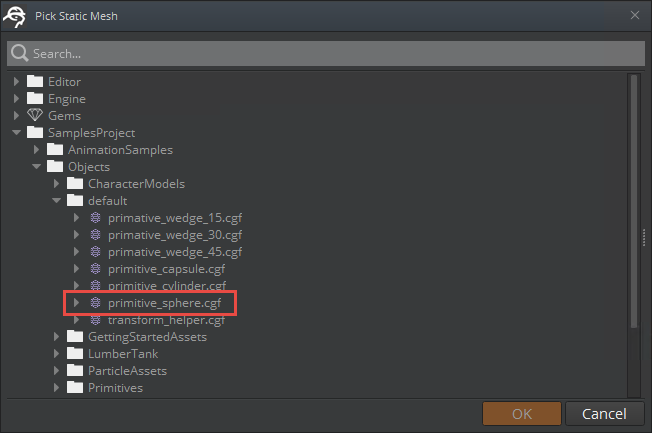 Pick Static Mesh
Search...
Editor
Engine
Gems
SamplesProject
AnimationSamples
Objects
CharacterModels
default
primative_wedge_15.cgf
primative_wedge_30.cgf
primative_wedge_45.cgf
primitive_capsule.cgf
primitive_cylinder.cgf
primitive_sphere.cgf
transform_helper.cgf
GettingStartedAssets
LumberTank
ParticleAssets
Primitives
OK Cancel